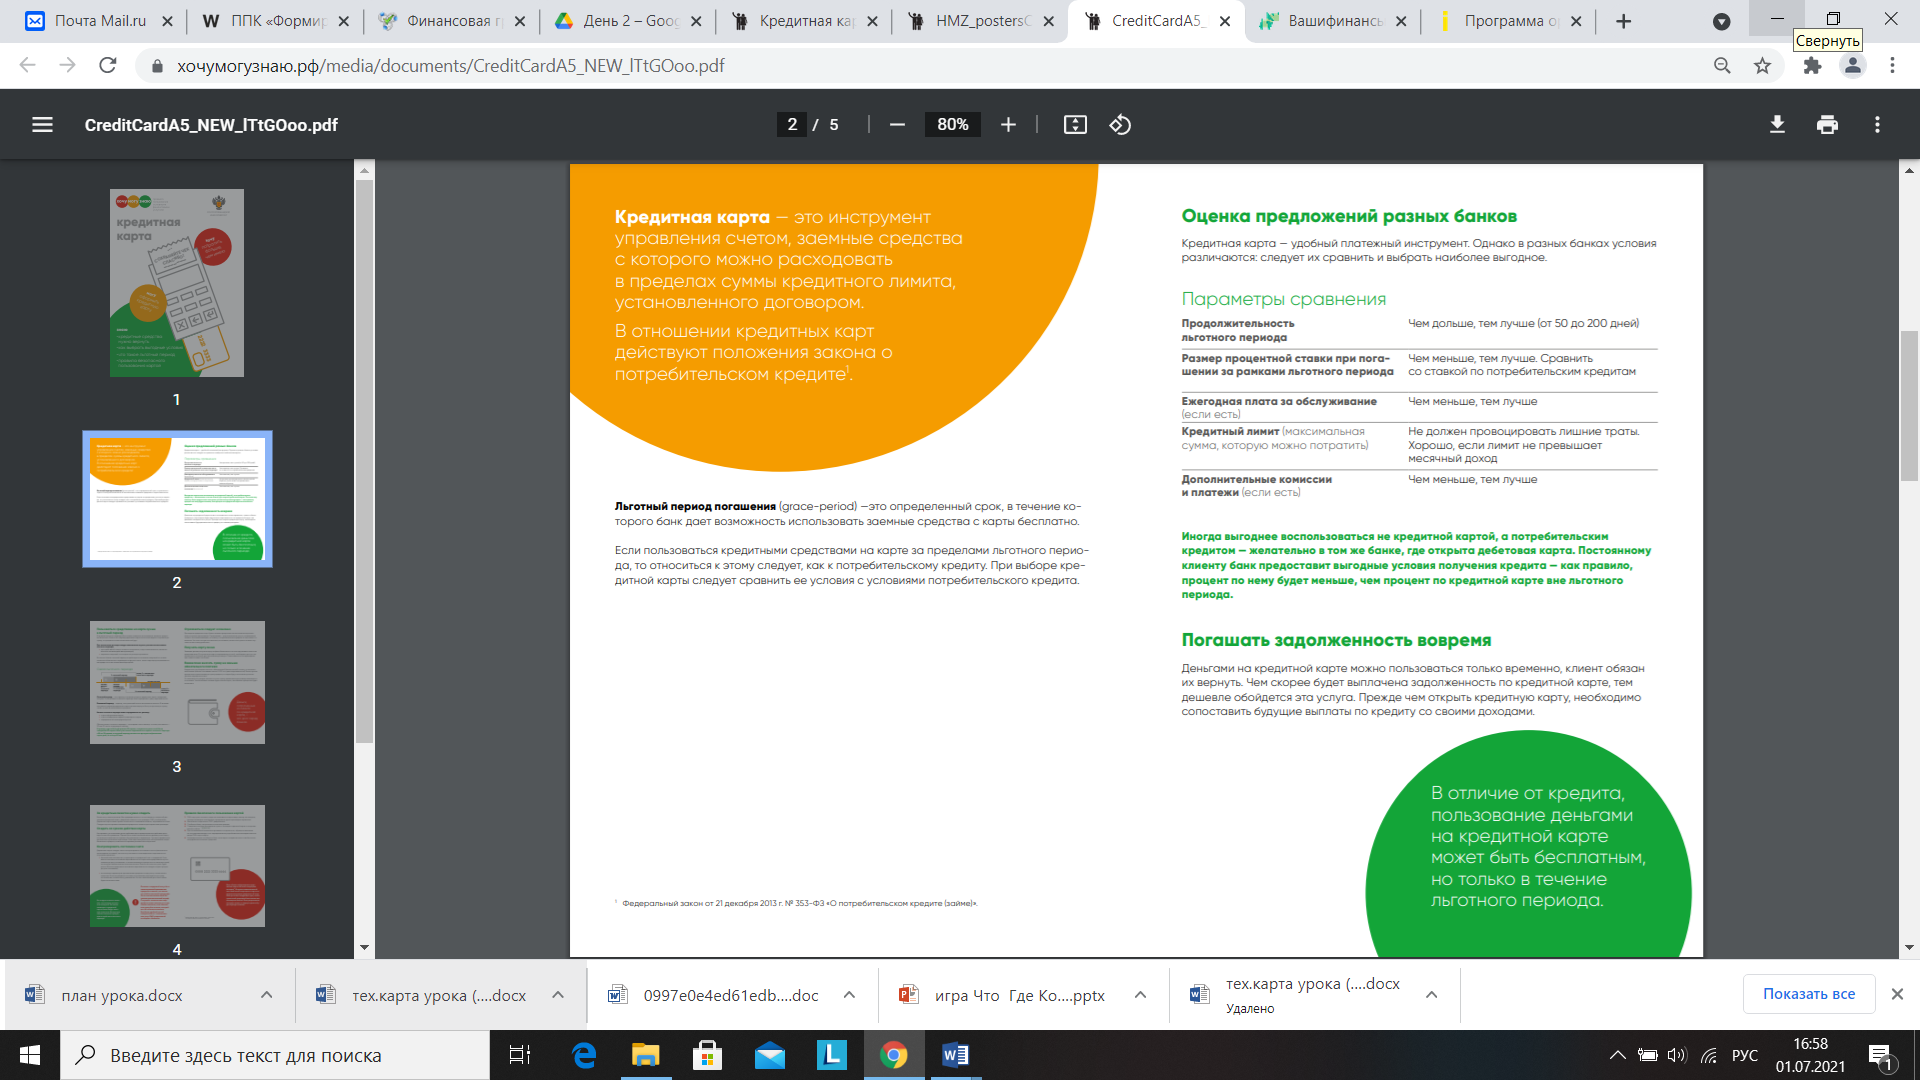 Почта Mail.ru
ППК «Формир
Финансовая г
День 2 – Goog
Кредитная ка
HMZ_posters
CreditCardA5_
Вашифинансы
Программа о
Свернуть
хочумогузнаю.рф/media/documents/CreditCardA5_NEW_lTtGOoo.pdf
CreditCardA5_NEW_lTtGOoo.pdf
2 / 5
80%
кредитная
карта
1
2
3
4
Кредитная карта — это инструмент
управления счетом, заемные средства
с которого можно расходовать
в пределах суммы кредитного лимита,
установленного договором.
В отношении кредитных карт
действуют положения закона о
потребительском кредите¹.
Льготный период погашения (grace-period) —это определенный срок, в течение ко-
торого банк дает возможность использовать заемные средства с карты бесплатно.
Если пользоваться кредитными средствами на карте за пределами льготного перио-
да, то относиться к этому следует, как к потребительскому кредиту. При выборе кре-
дитной карты следует сравнить ее условия с условиями потребительского кредита.
¹ Федеральный закон от 21 декабря 2013 г. № 353-ФЗ «О потребительском кредите (займе)».
Оценка предложений разных банков
Кредитная карта — удобный платежный инструмент. Однако в разных банках условия
различаются: следует их сравнить и выбрать наиболее выгодное.
Параметры сравнения
Продолжительность Чем дольше, тем лучше (от 50 до 200 дней)
льготного периода
Размер процентной ставки при пога- Чем меньше, тем лучше. Сравнить
шении за рамками льготного периода со ставкой по потребительским кредитам
Ежегодная плата за обслуживание Чем меньше, тем лучше
(если есть)
Кредитный лимит (максимальная Не должен провоцировать лишние траты.
сумма, которую можно потратить) Хорошо, если лимит не превышает
месячный доход
Дополнительные комиссии Чем меньше, тем лучше
и платежи (если есть)
Иногда выгоднее воспользоваться не кредитной картой, а потребительским
кредитом — желательно в том же банке, где открыта дебетовая карта. Постоянному
клиенту банк предоставит выгодные условия получения кредита — как правило,
процент по нему будет меньше, чем процент по кредитной карте вне льготного
периода.
Погашать задолженность вовремя
Деньгами на кредитной карте можно пользоваться только временно, клиент обязан
их вернуть. Чем скорее будет выплачена задолженность по кредитной карте, тем
дешевле обойдется эта услуга. Прежде чем открыть кредитную карту, необходимо
сопоставить будущие выплаты по кредиту со своими доходами.
В отличие от кредита,
пользование деньгами
на кредитной карте
может быть бесплатным,
но только в течение
льготного периода.
план урока.docx
тех.карта урока (....docx
0997e0e4ed61edb....doc
игра Что Где Ко....pptx
тех.карта урока (....docx
Удалено
Показать все
Введите здесь текст для поиска
РУС
16:58
01.07.2021
1